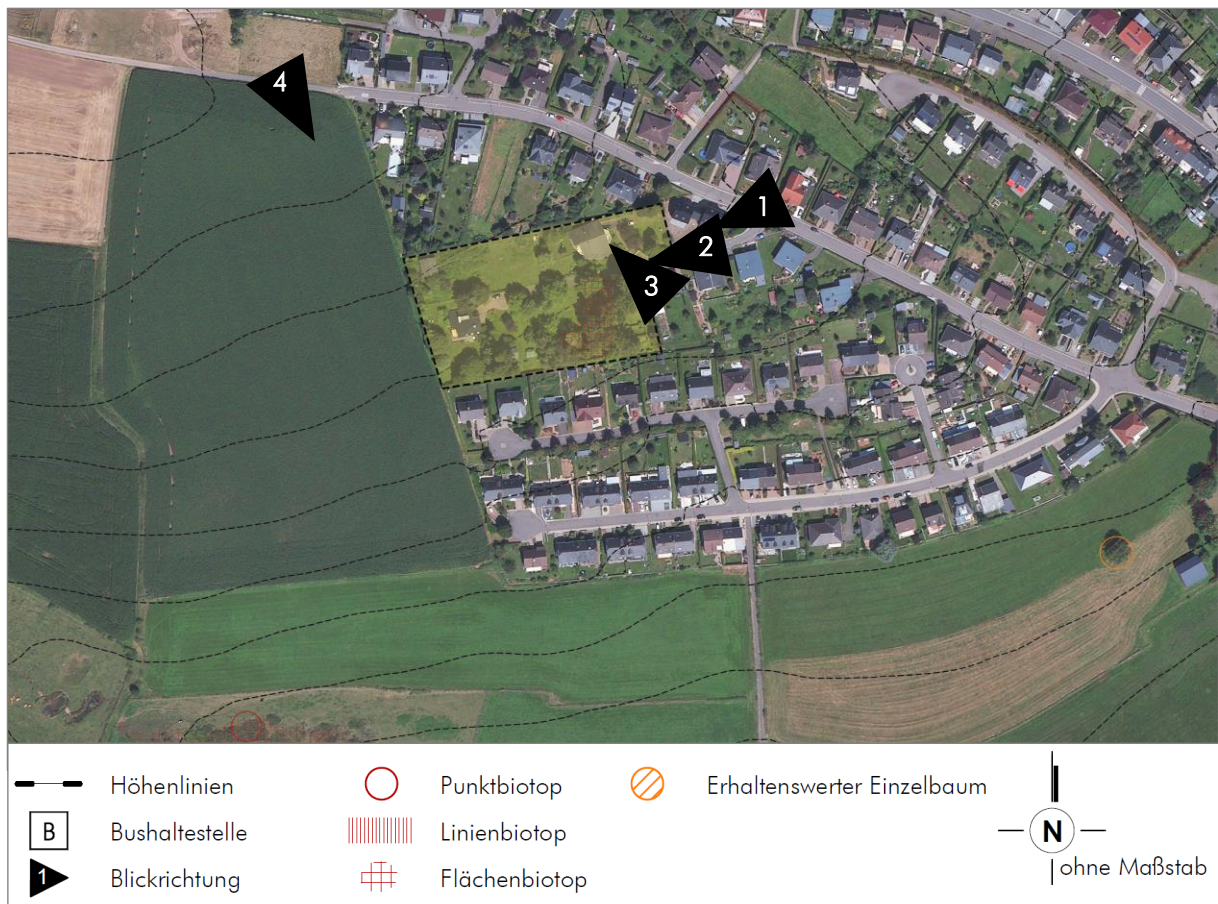 4
1
2
3
Höhenlinien
Punktbiotop
Erhaltenswerter Einzelbaum
B
Bushaltestelle
Linienbiotop
N
1
Blickrichtung
Flächenbiotop
ohne Maßstab